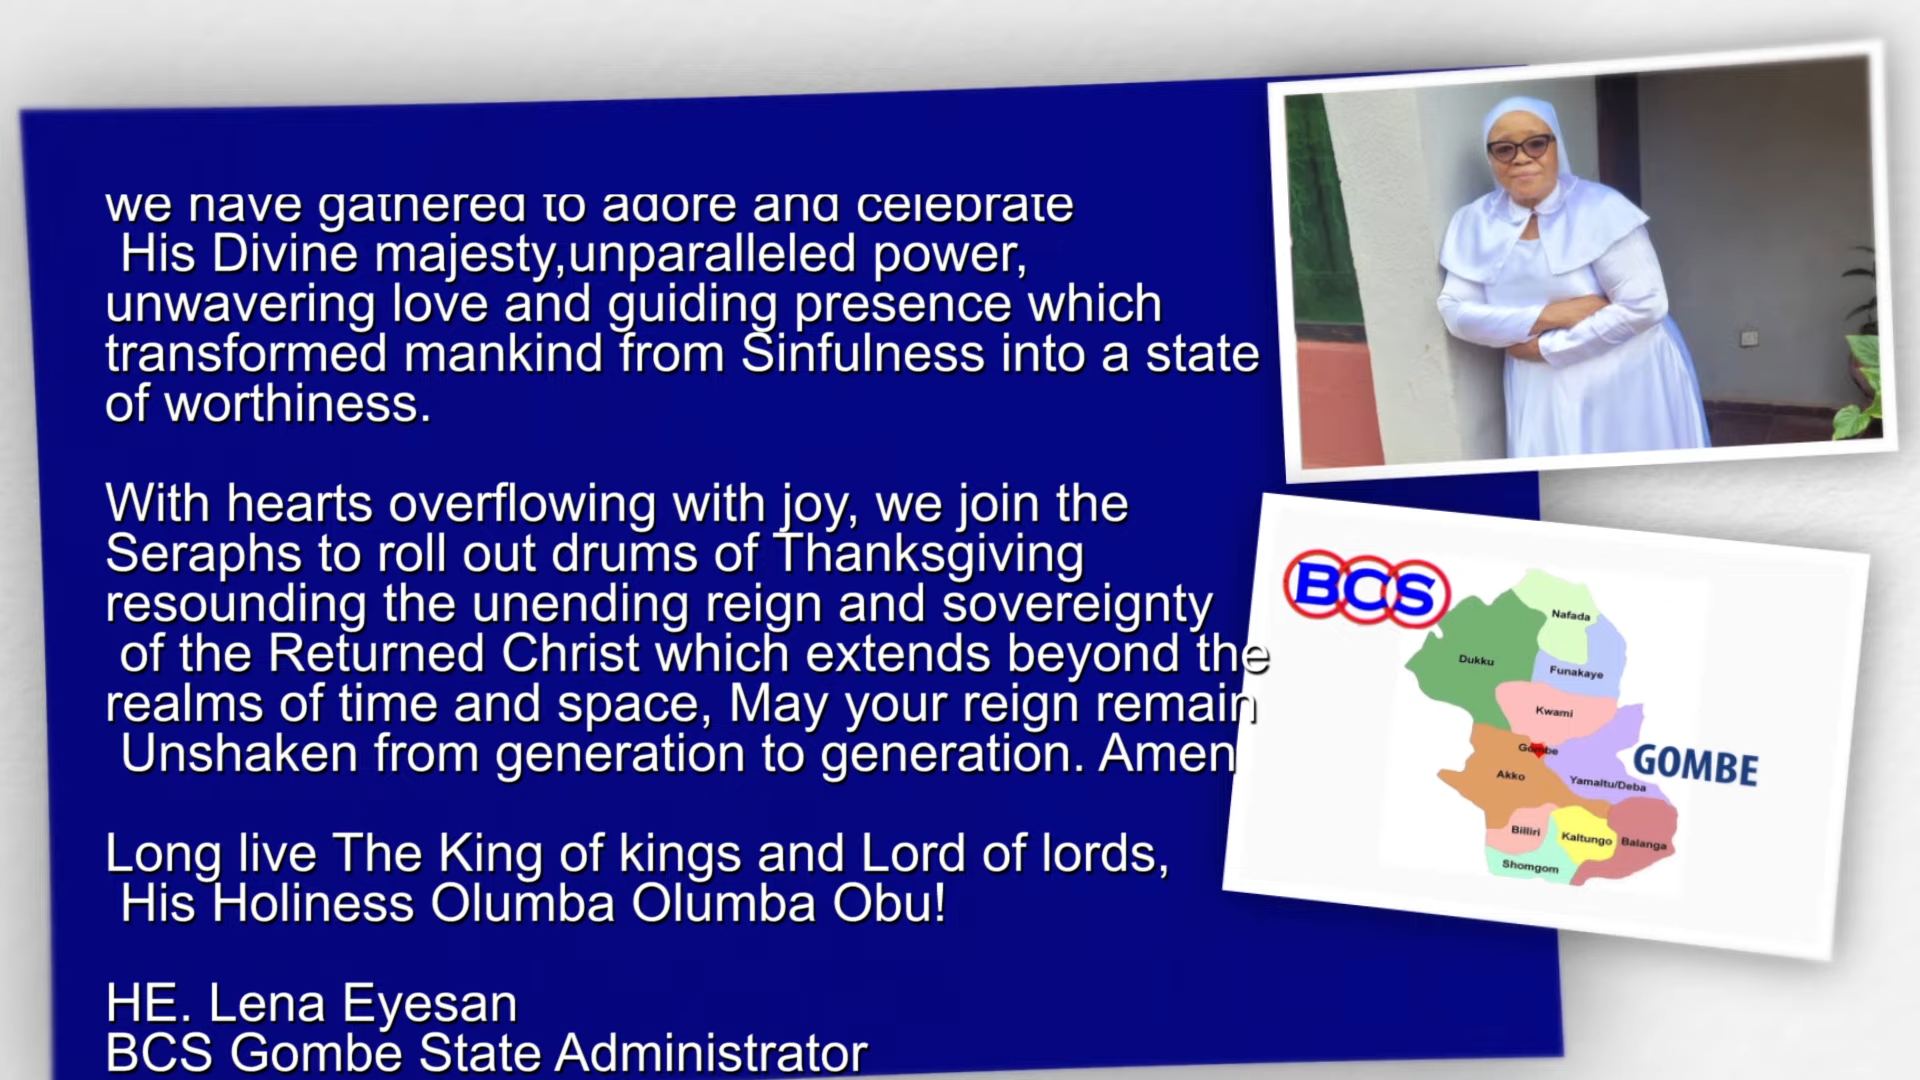 we have gathered to adore and celebrate
His Divine majesty,unparalleled power,
unwavering love and guiding presence which
transformed mankind from Sinfulness into a state
of worthiness.
With hearts overflowing with joy, we join the
Seraphs to roll out drums of Thanksgiving
resounding the unending reign and sovereignty
of the Returned Christ which extends beyond the
realms of time and space, May your reign remain
Unshaken from generation to generation. Amen
Long live The King of kings and Lord of lords,
His Holiness Olumba Olumba Obu!
HE. Lena Eyesan
BCS Gombe State Administrator
BCS
Nafada
Dukku
Funakaye
Kwami
Gombe
GOMBE
Akko
Yamaltu/Deba
Billiri
Kaltungo
Balanga
Shomgom